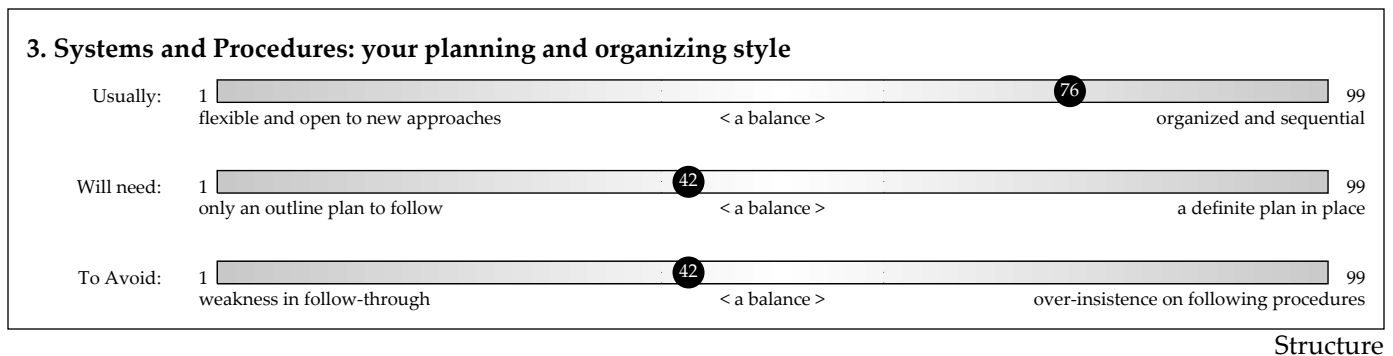 3. Systems and Procedures: your planning and organizing style
Usually: 1 76 99
flexible and open to new approaches < a balance > organized and sequential
Will need: 1 42 99
only an outline plan to follow < a balance > a definite plan in place
To Avoid: 1 42 99
weakness in follow-through < a balance > over-insistence on following procedures
Structure